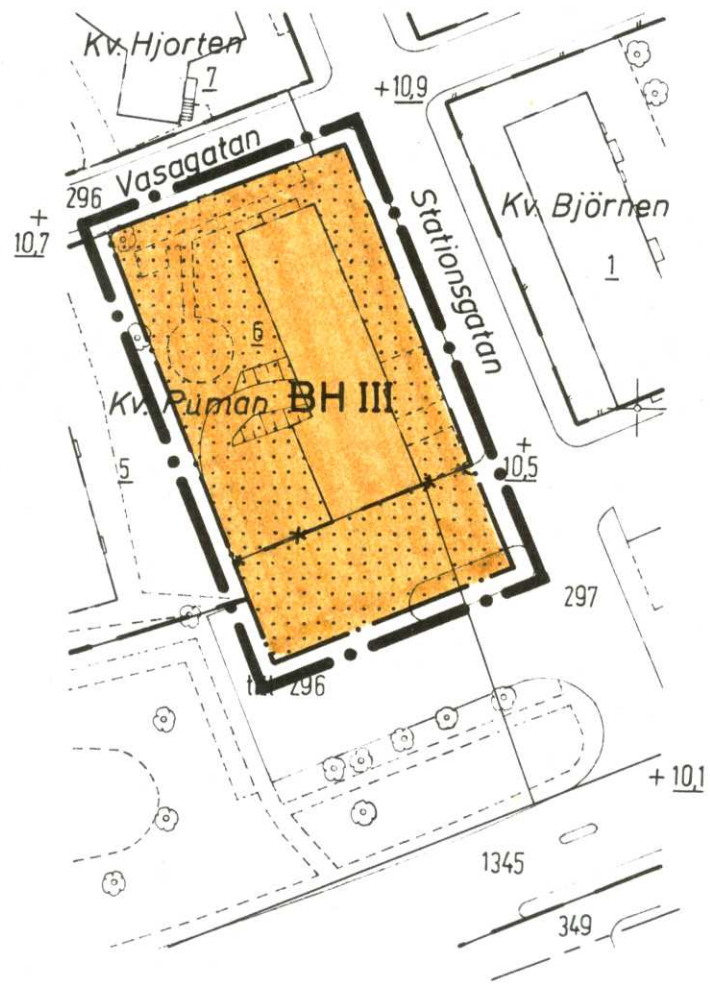 Kv. Hjorten
7
+10,9
Vasagatan
296
+
10,7
Stationsgatan
Kv. Björnen
1
6
Kv. Puman
BH III
5
+
10,5
297
296
+10,1
1345
349